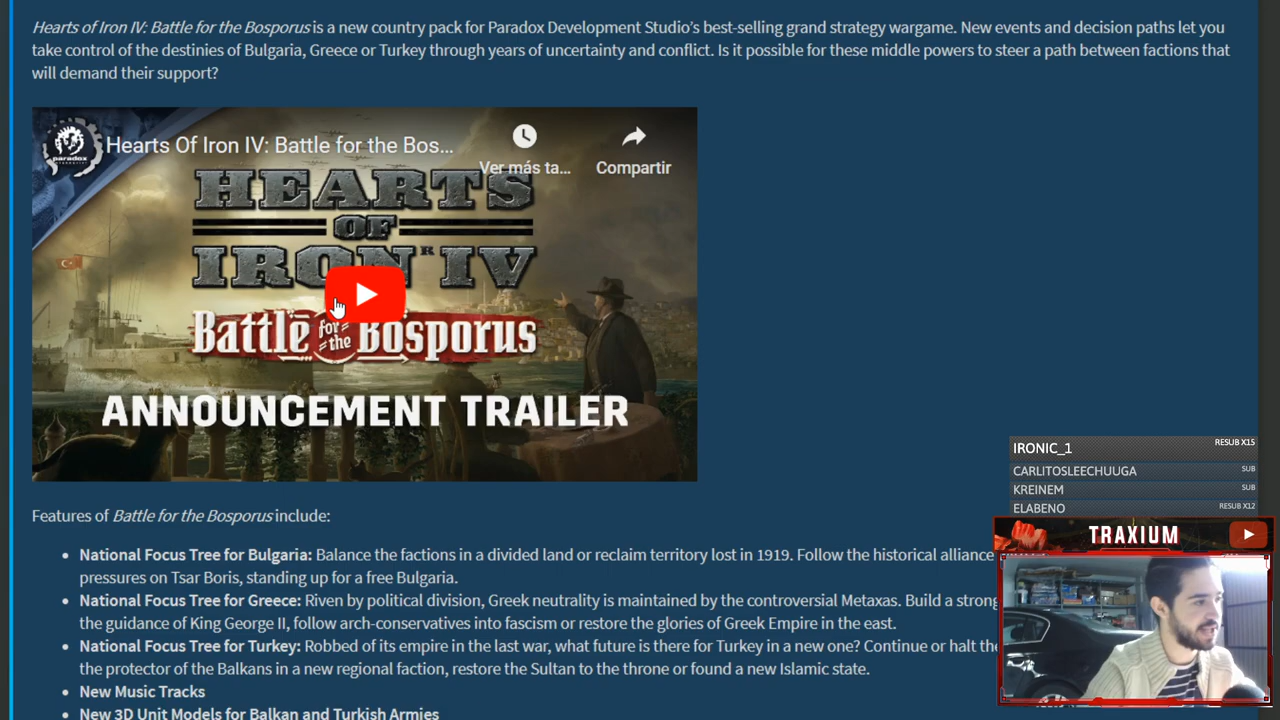 Hearts of Iron IV: Battle for the Bosporus is a new country pack for Paradox Development Studio's best-selling grand strategy wargame. New events and decision paths let you
take control of the destinies of Bulgaria, Greece or Turkey through years of uncertainty and conflict. Is it possible for these middle powers to steer a path between factions that
will demand their support?
paradox
Hearts Of Iron IV: Battle for the Bos...
Ver más ta...
Compartir
HEARTS
OF
IRON IV
Battle for the Bosporus
ANNOUNCEMENT TRAILER
Features of Battle for the Bosporus include:
• National Focus Tree for Bulgaria: Balance the factions in a divided land or reclaim territory lost in 1919. Follow the historical alliance
pressures on Tsar Boris, standing up for a free Bulgaria.
• National Focus Tree for Greece: Riven by political division, Greek neutrality is maintained by the controversial Metaxas. Build a strong
the guidance of King George II, follow arch-conservatives into fascism or restore the glories of Greek Empire in the east.
• National Focus Tree for Turkey: Robbed of its empire in the last war, what future is there for Turkey in a new one? Continue or halt the
the protector of the Balkans in a new regional faction, restore the Sultan to the throne or found a new Islamic state.
• New Music Tracks
• New 3D Unit Models for Balkan and Turkish Armies
IRONIC_1 RESUB X15
CARLITOSLEECHUUGA SUB
KREINEM SUB
ELABENO RESUB X12
TRAXIUM